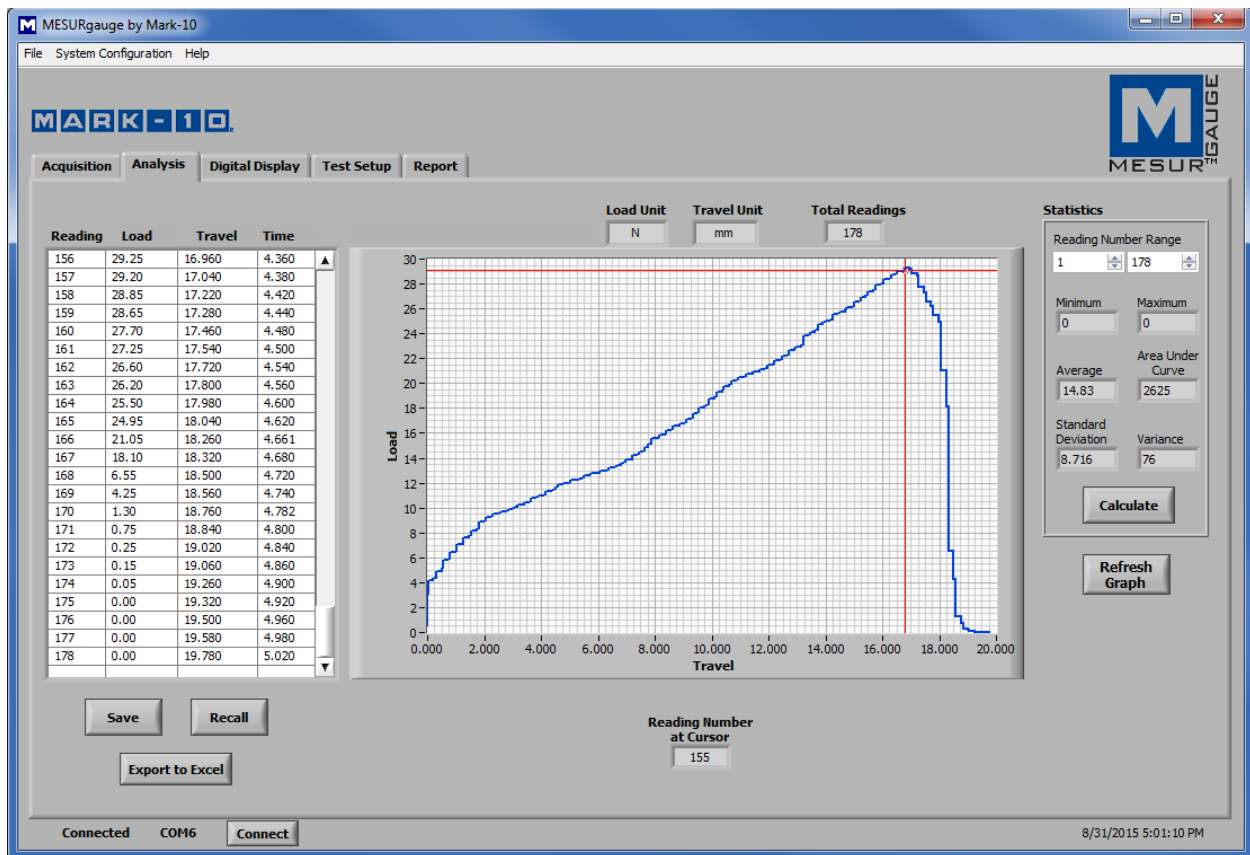 MESURgauge by Mark-10
File System Configuration Help
MARK-10®
M
MESUR™
GAUGE
Acquisition Analysis Digital Display Test Setup Report
Load Unit Travel Unit Total Readings
N mm 178
Reading Load Travel Time
156 29.25 16.960 4.360
157 29.20 17.040 4.380
158 28.85 17.220 4.420
159 28.65 17.280 4.440
160 27.70 17.460 4.480
161 27.25 17.540 4.500
162 26.60 17.720 4.540
163 26.20 17.800 4.560
164 25.50 17.980 4.600
165 24.95 18.040 4.620
166 21.05 18.260 4.661
167 18.10 18.320 4.680
168 6.55 18.500 4.720
169 4.25 18.560 4.740
170 1.30 18.760 4.782
171 0.75 18.840 4.800
172 0.25 19.020 4.840
173 0.15 19.060 4.860
174 0.05 19.260 4.900
175 0.00 19.320 4.920
176 0.00 19.500 4.960
177 0.00 19.580 4.980
178 0.00 19.780 5.020
Save Recall
Export to Excel
Load
30
28
26
24
22
20
18
16
14
12
10
8
6
4
2
0
0.000 2.000 4.000 6.000 8.000 10.000 12.000 14.000 16.000 18.000 20.000
Travel
Reading Number
at Cursor
155
Statistics
Reading Number Range
1 178
Minimum Maximum
0 0
Average Area Under
Curve
14.83 2625
Standard
Deviation Variance
8.716 76
Calculate
Refresh
Graph
Connected COM6 Connect
8/31/2015 5:01:10 PM